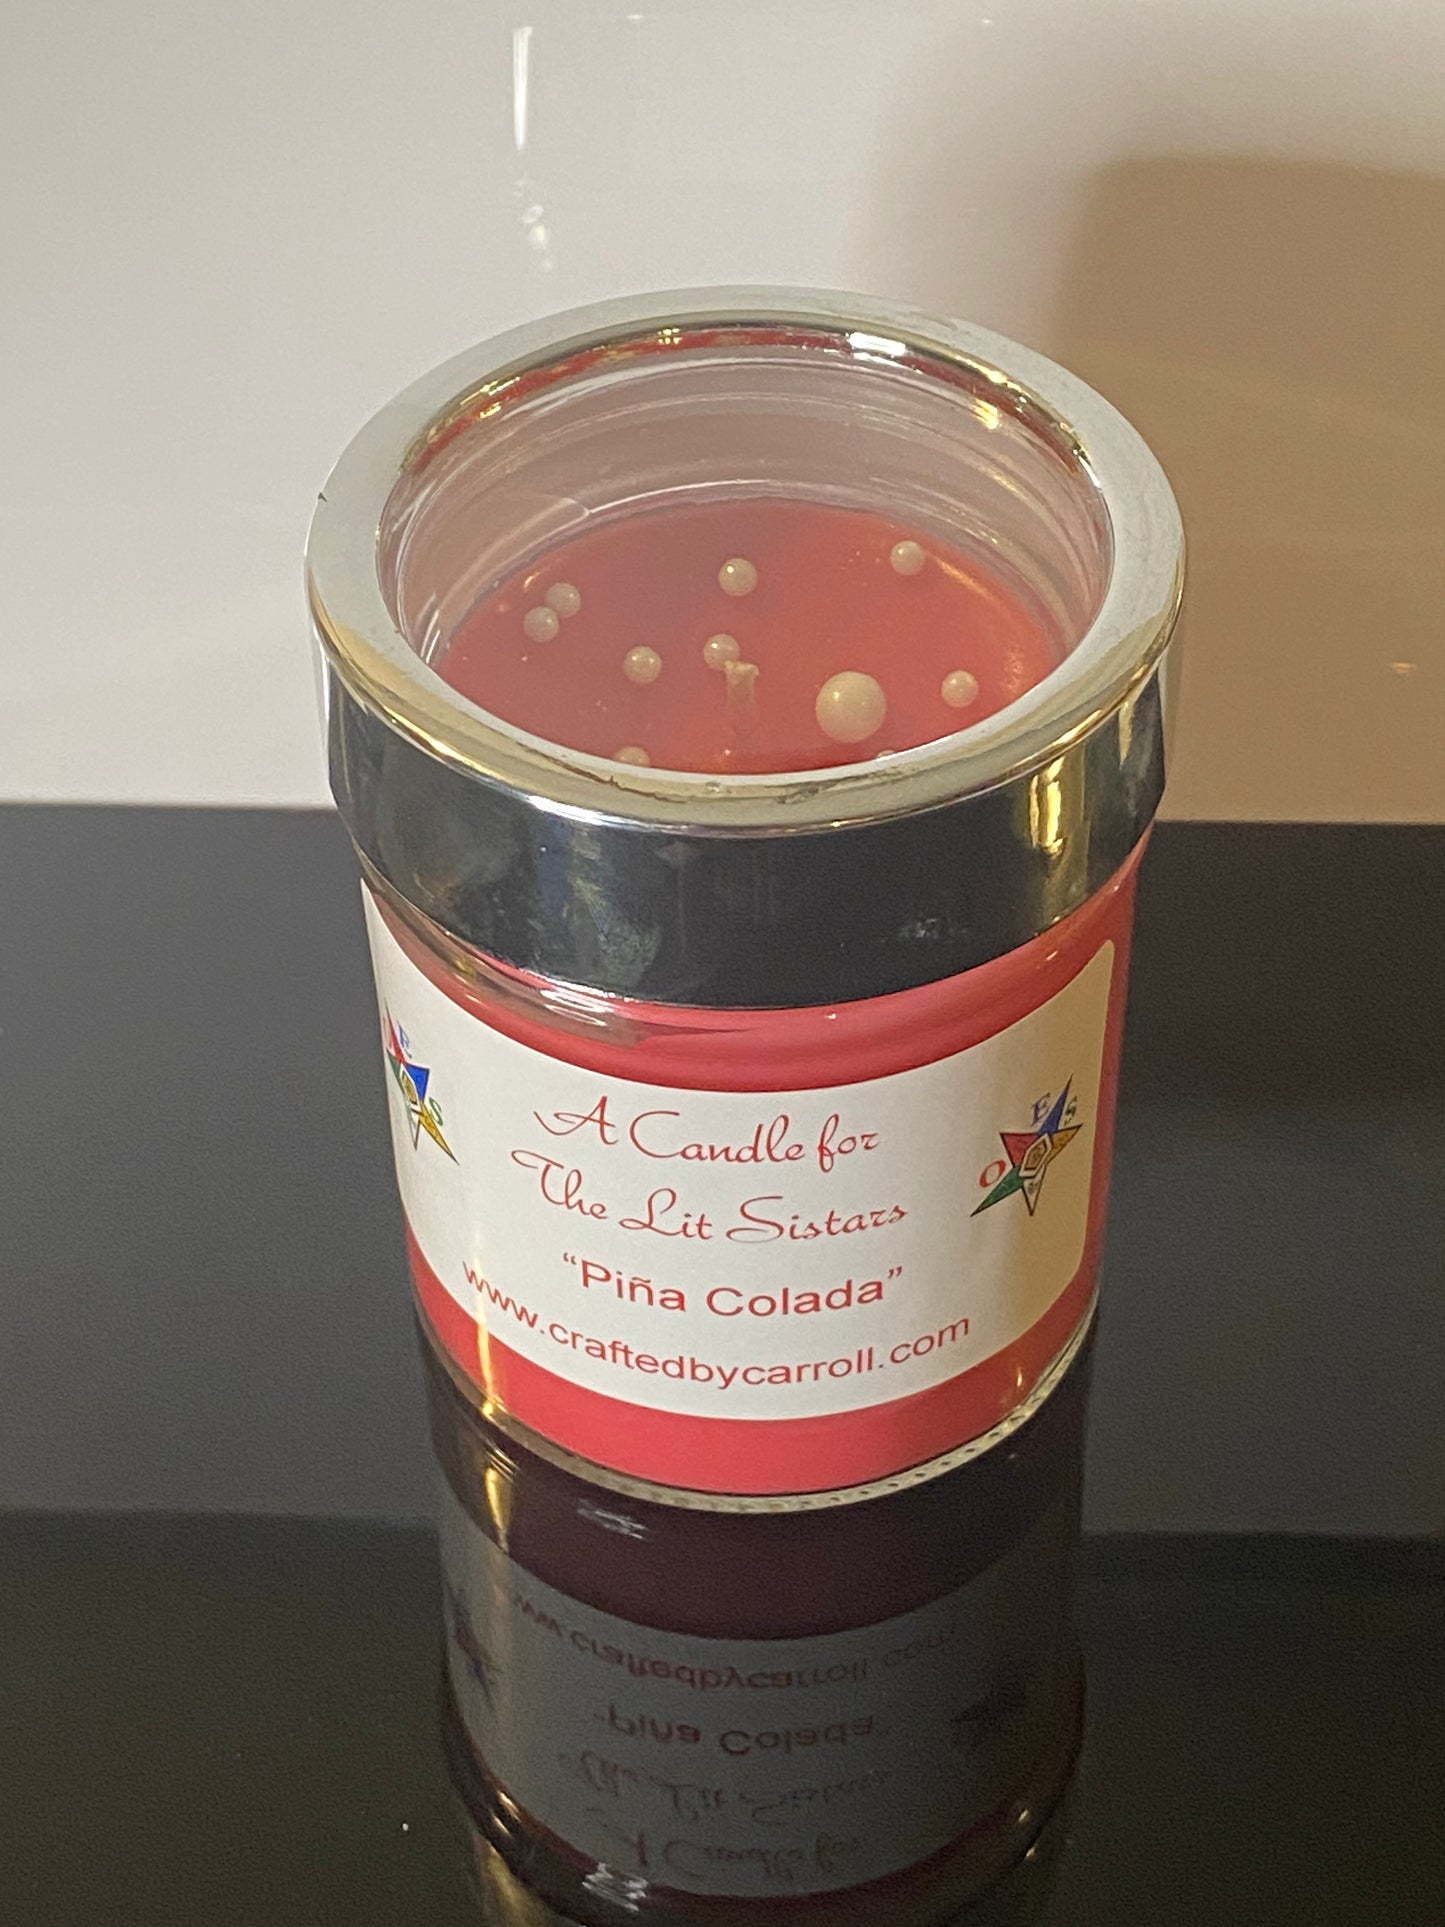 A Candle for
The Lit Sistars
"Piña Colada"
www.craftedbycarroll.com
E
S
O
E
S